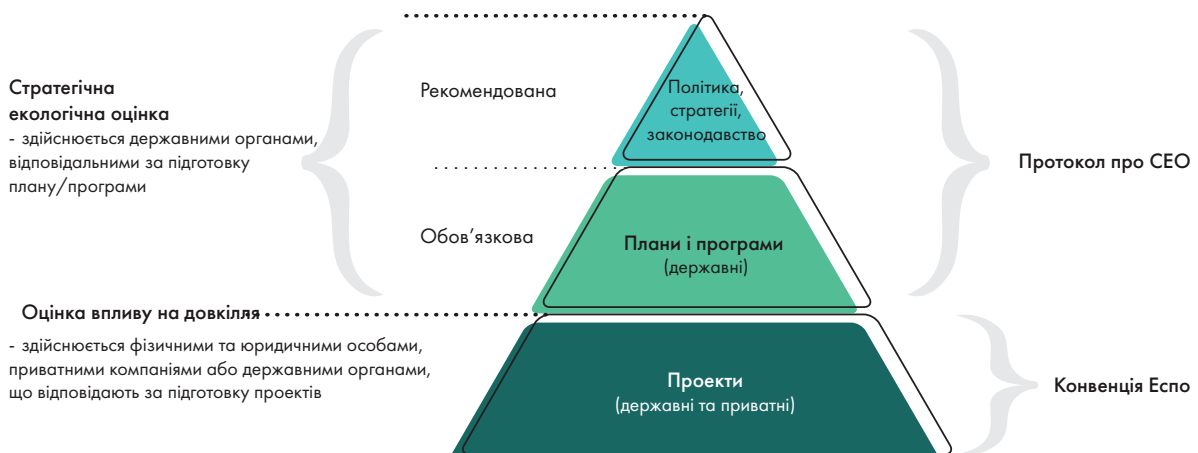 Стратегічна
екологічна оцінка
- здійснюється державними органами,
відповідальними за підготовку
плану/програми
Рекомендована
Обов’язкова
Політика,
стратегії,
законодавство
Плани і програми
(державні)
Протокол про СЕО
Оцінка впливу на довкілля
- здійснюється фізичними та юридичними особами,
приватними компаніями або державними органами,
що відповідають за підготовку проектів
Проекти
(державні та приватні)
Конвенція Еспо